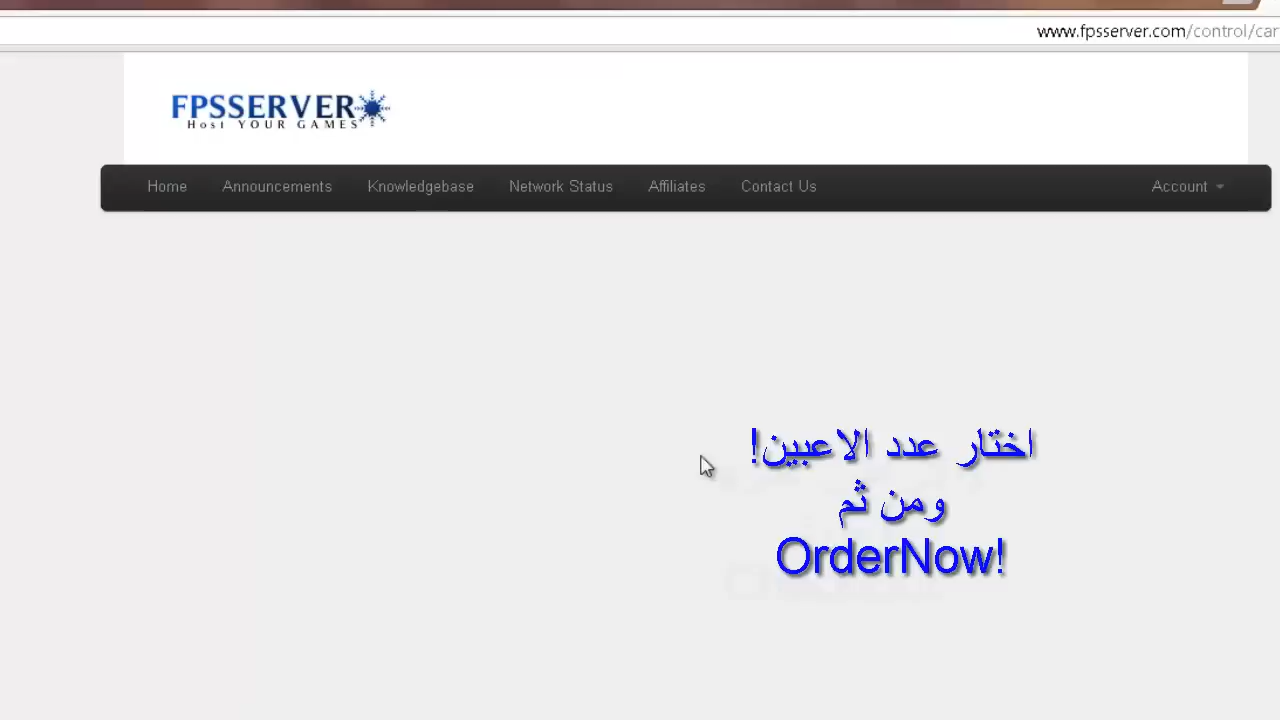 www.fpsserver.com/control/car
FPSSERVER
Host YOUR GAMES
Home Announcements Knowledgebase Network Status Affiliates Contact Us Account
اختار عدد الاعبين!
ومن ثم
OrderNow!